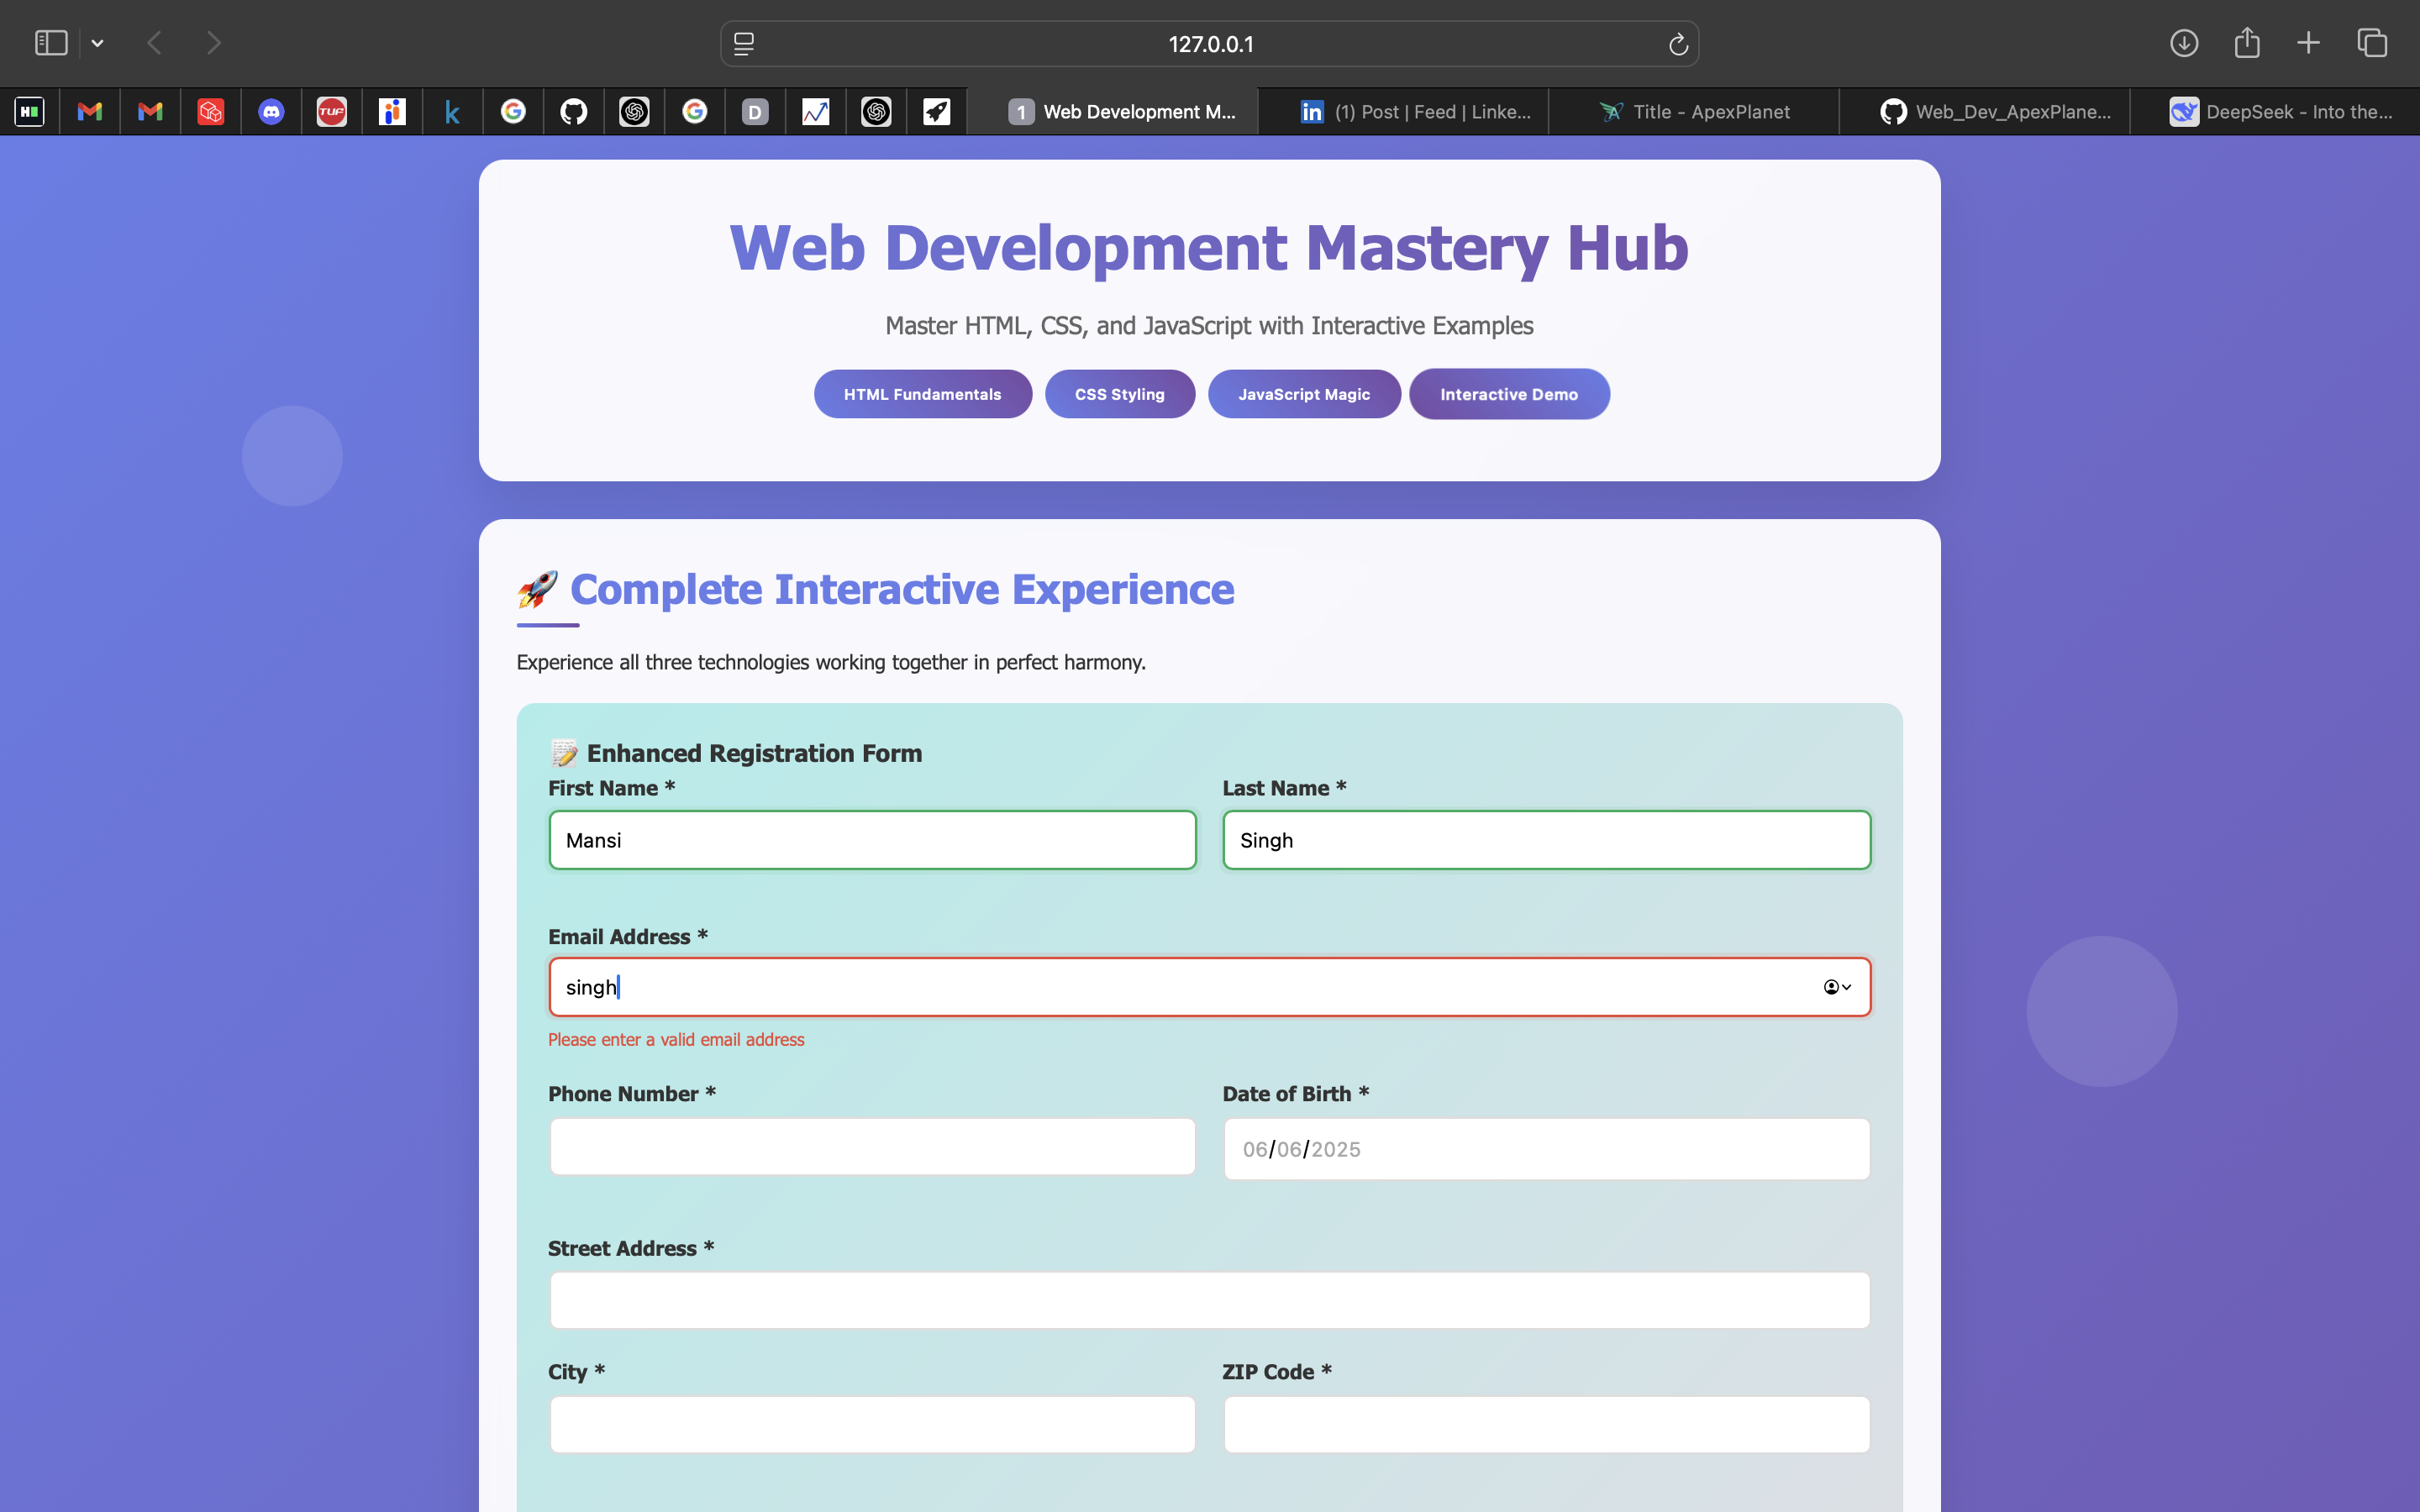 127.0.0.1
H
TUF
k
D
1 Web Development M...
in (1) Post | Feed | Linke...
Title - ApexPlanet
Web_Dev_ApexPlane...
DeepSeek - Into the...
Web Development Mastery Hub
Master HTML, CSS, and JavaScript with Interactive Examples
HTML Fundamentals CSS Styling JavaScript Magic Interactive Demo
🚀 Complete Interactive Experience
Experience all three technologies working together in perfect harmony.
📝 Enhanced Registration Form
First Name * Last Name *
Mansi Singh
Email Address *
singh
Please enter a valid email address
Phone Number * Date of Birth *
06/06/2025
Street Address *
City * ZIP Code *